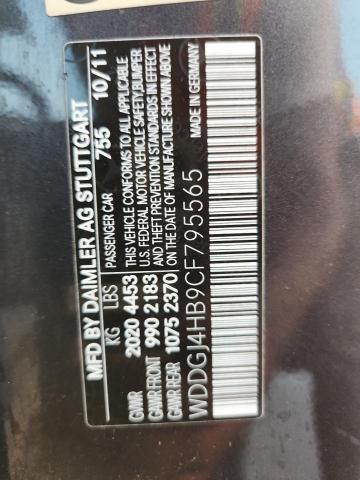 MFD BY DAIMLER AG STUTTGART
PASSENGER CAR 755 10/11
KG LBS
GVWR 2020 4453
GAWR FRONT 990 2183
GAWR REAR 1075 2370
THIS VEHICLE CONFORMS TO ALL APPLICABLE
U.S. FEDERAL MOTOR VEHICLE SAFETY,BUMPER
AND THEFT PREVENTION STANDARDS IN EFFECT
ON THE DATE OF MANUFACTURE SHOWN ABOVE
MADE IN GERMANY
WDDGJ4HB9CF795565